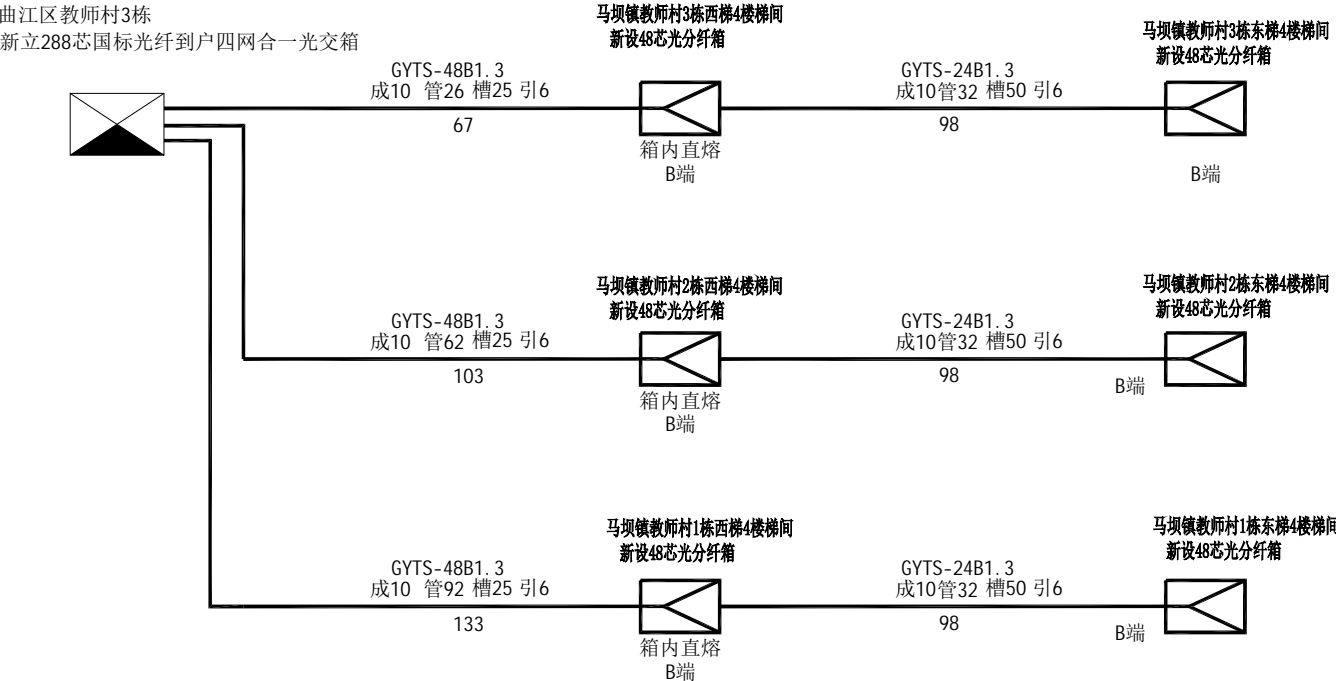 曲江区教师村3栋
新立288芯国标光纤到户四网合一光交箱
马坝镇教师村3栋西梯4楼梯间
新设48芯光分纤箱
马坝镇教师村3栋东梯4楼梯间
新设48芯光分纤箱
GYTS-48B1.3
成10 管26 槽25 引6
67
GYTS-24B1.3
成10管32 槽50 引6
98
箱内直熔
B端
B端
马坝镇教师村2栋西梯4楼梯间
新设48芯光分纤箱
马坝镇教师村2栋东梯4楼梯间
新设48芯光分纤箱
GYTS-48B1.3
成10 管62 槽25 引6
103
GYTS-24B1.3
成10管32 槽50 引6
98
箱内直熔
B端
B端
马坝镇教师村1栋西梯4楼梯间
新设48芯光分纤箱
马坝镇教师村1栋东梯4楼梯间
新设48芯光分纤箱
GYTS-48B1.3
成10 管92 槽25 引6
133
GYTS-24B1.3
成10管32 槽50 引6
98
箱内直熔
B端
B端